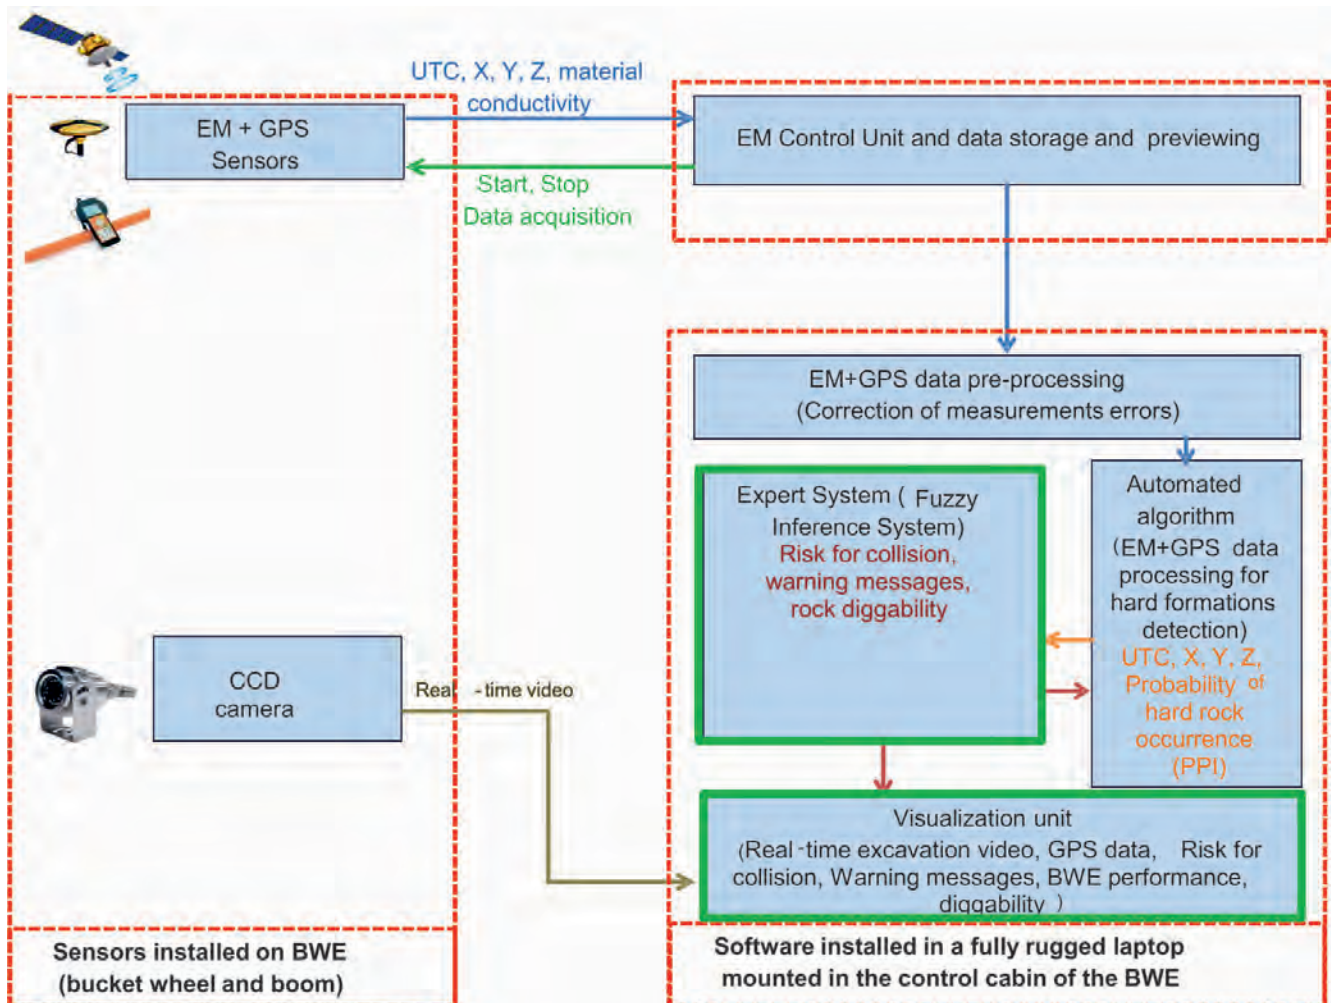 UTC, X, Y, Z, material
conductivity
EM + GPS
Sensors
EM Control Unit and data storage and previewing
Start, Stop
Data acquisition
EM+GPS data pre-processing
(Correction of measurements errors)
Expert System ( Fuzzy
Inference System)
Risk for collision,
warning messages,
rock diggability
Automated
algorithm
(EM+GPS data
processing for
hard formations
detection)
UTC, X, Y, Z,
Probability of
hard rock
occurrence
(PPI)
CCD
camera
Real -time video
Visualization unit
(Real-time excavation video, GPS data, Risk for
collision, Warning messages, BWE performance,
diggability )
Sensors installed on BWE
(bucket wheel and boom)
Software installed in a fully rugged laptop
mounted in the control cabin of the BWE